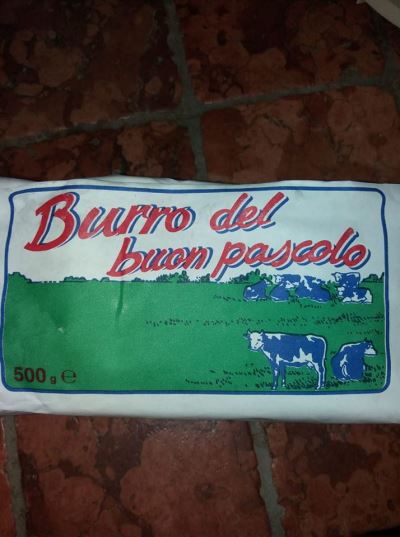 Burro del
buon pascolo
500 g ℮